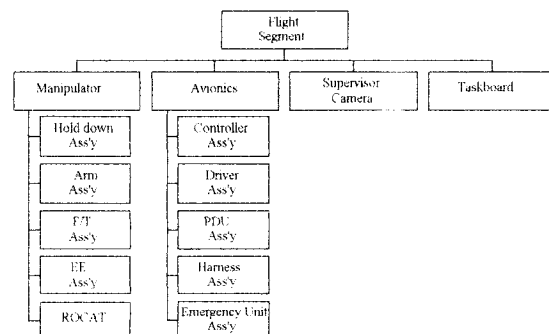 Flight
Segment
Manipulator
Avionics
Supervisor
Camera
Taskboard
Hold down
Ass'y
Arm
Ass'y
F/T
Ass'y
EE
Ass'y
ROCAT
Controller
Ass'y
Driver
Ass'y
PDU
Ass'y
Harness
Ass'y
Emergency Unit
Ass'y